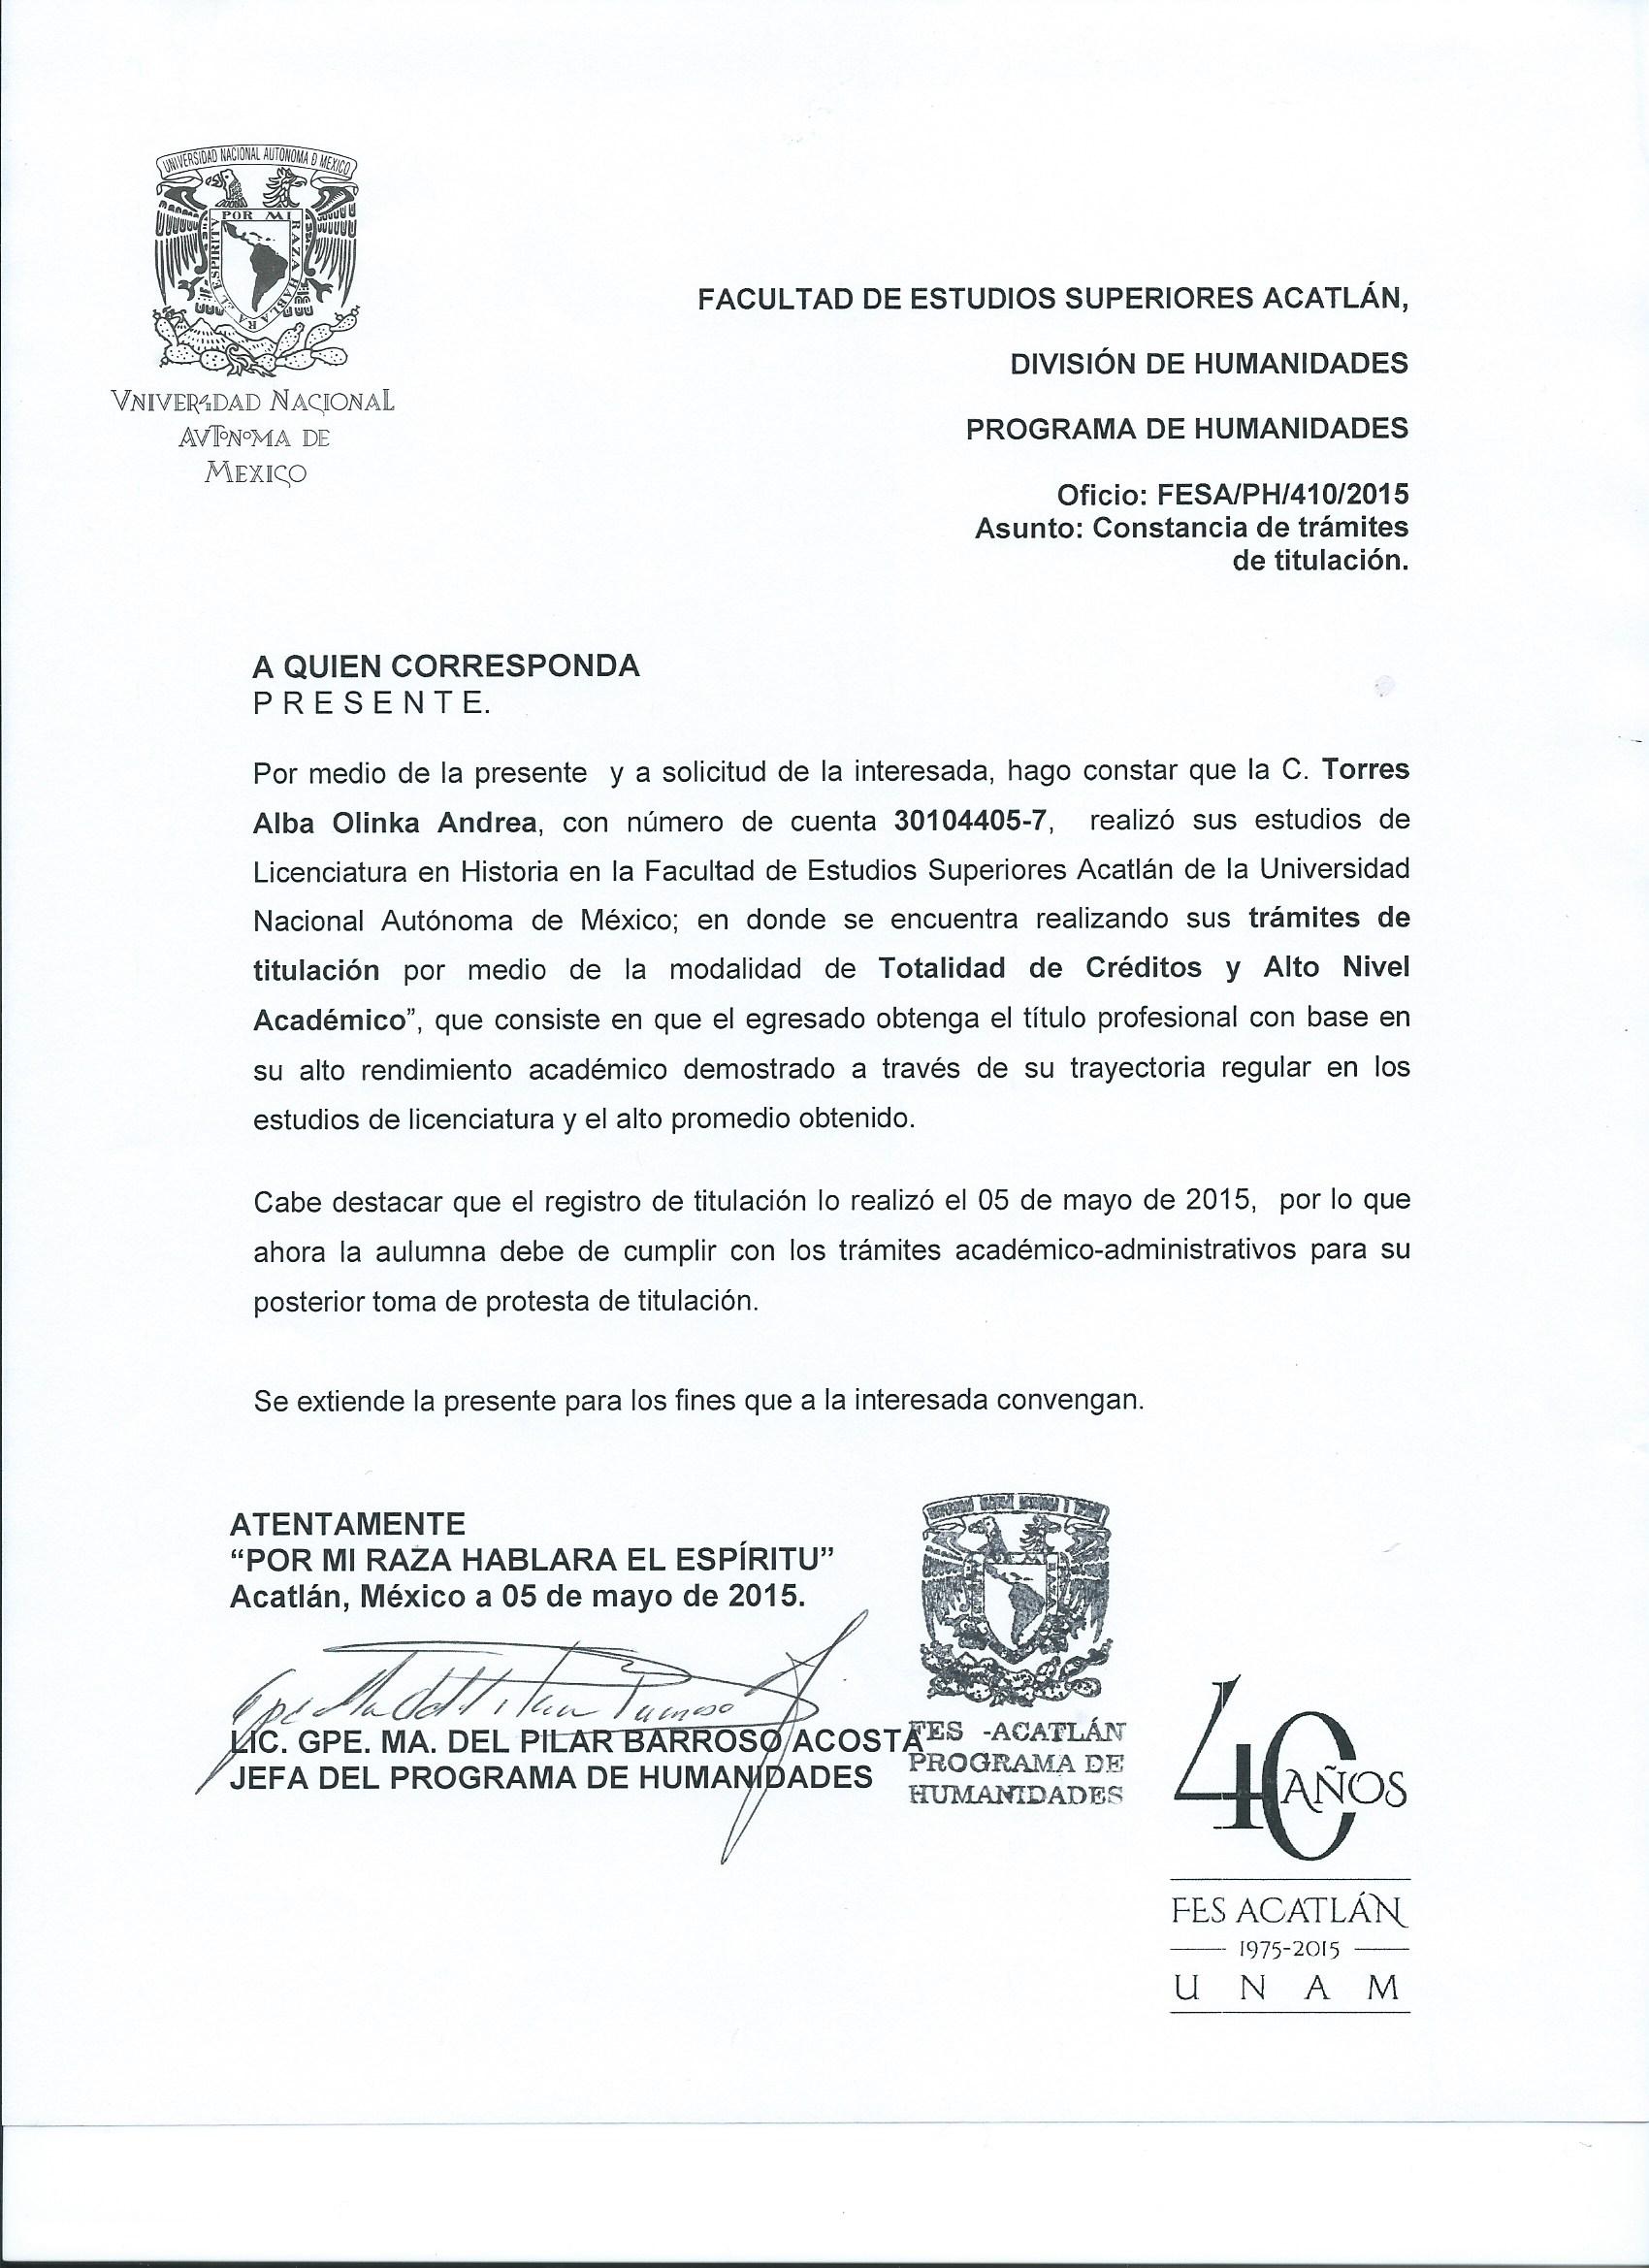 UNIVERSIDAD NACIONAL AUTONOMA D MEXICO
POR MI RAZA HABLARA EL ESPIRITU
VNIVERSIDAD NACIONAL
AVTONOMA DE
MEXICO
FACULTAD DE ESTUDIOS SUPERIORES ACATLÁN,
DIVISIÓN DE HUMANIDADES
PROGRAMA DE HUMANIDADES
Oficio: FESA/PH/410/2015
Asunto: Constancia de trámites
de titulación.
A QUIEN CORRESPONDA
P R E S E N T E.
Por medio de la presente y a solicitud de la interesada, hago constar que la C. Torres
Alba Olinka Andrea, con número de cuenta 30104405-7, realizó sus estudios de
Licenciatura en Historia en la Facultad de Estudios Superiores Acatlán de la Universidad
Nacional Autónoma de México; en donde se encuentra realizando sus trámites de
titulación por medio de la modalidad de Totalidad de Créditos y Alto Nivel
Académico”, que consiste en que el egresado obtenga el título profesional con base en
su alto rendimiento académico demostrado a través de su trayectoria regular en los
estudios de licenciatura y el alto promedio obtenido.
Cabe destacar que el registro de titulación lo realizó el 05 de mayo de 2015, por lo que
ahora la aulumna debe de cumplir con los trámites académico-administrativos para su
posterior toma de protesta de titulación.
Se extiende la presente para los fines que a la interesada convengan.
ATENTAMENTE
“POR MI RAZA HABLARA EL ESPÍRITU”
Acatlán, México a 05 de mayo de 2015.
LIC. GPE. MA. DEL PILAR BARROSO ACOSTA
JEFA DEL PROGRAMA DE HUMANIDADES
FES -ACATLÁN
PROGRAMA DE
HUMANIDADES
40 AÑOS
FES ACATLÁN
1975-2015
U N A M